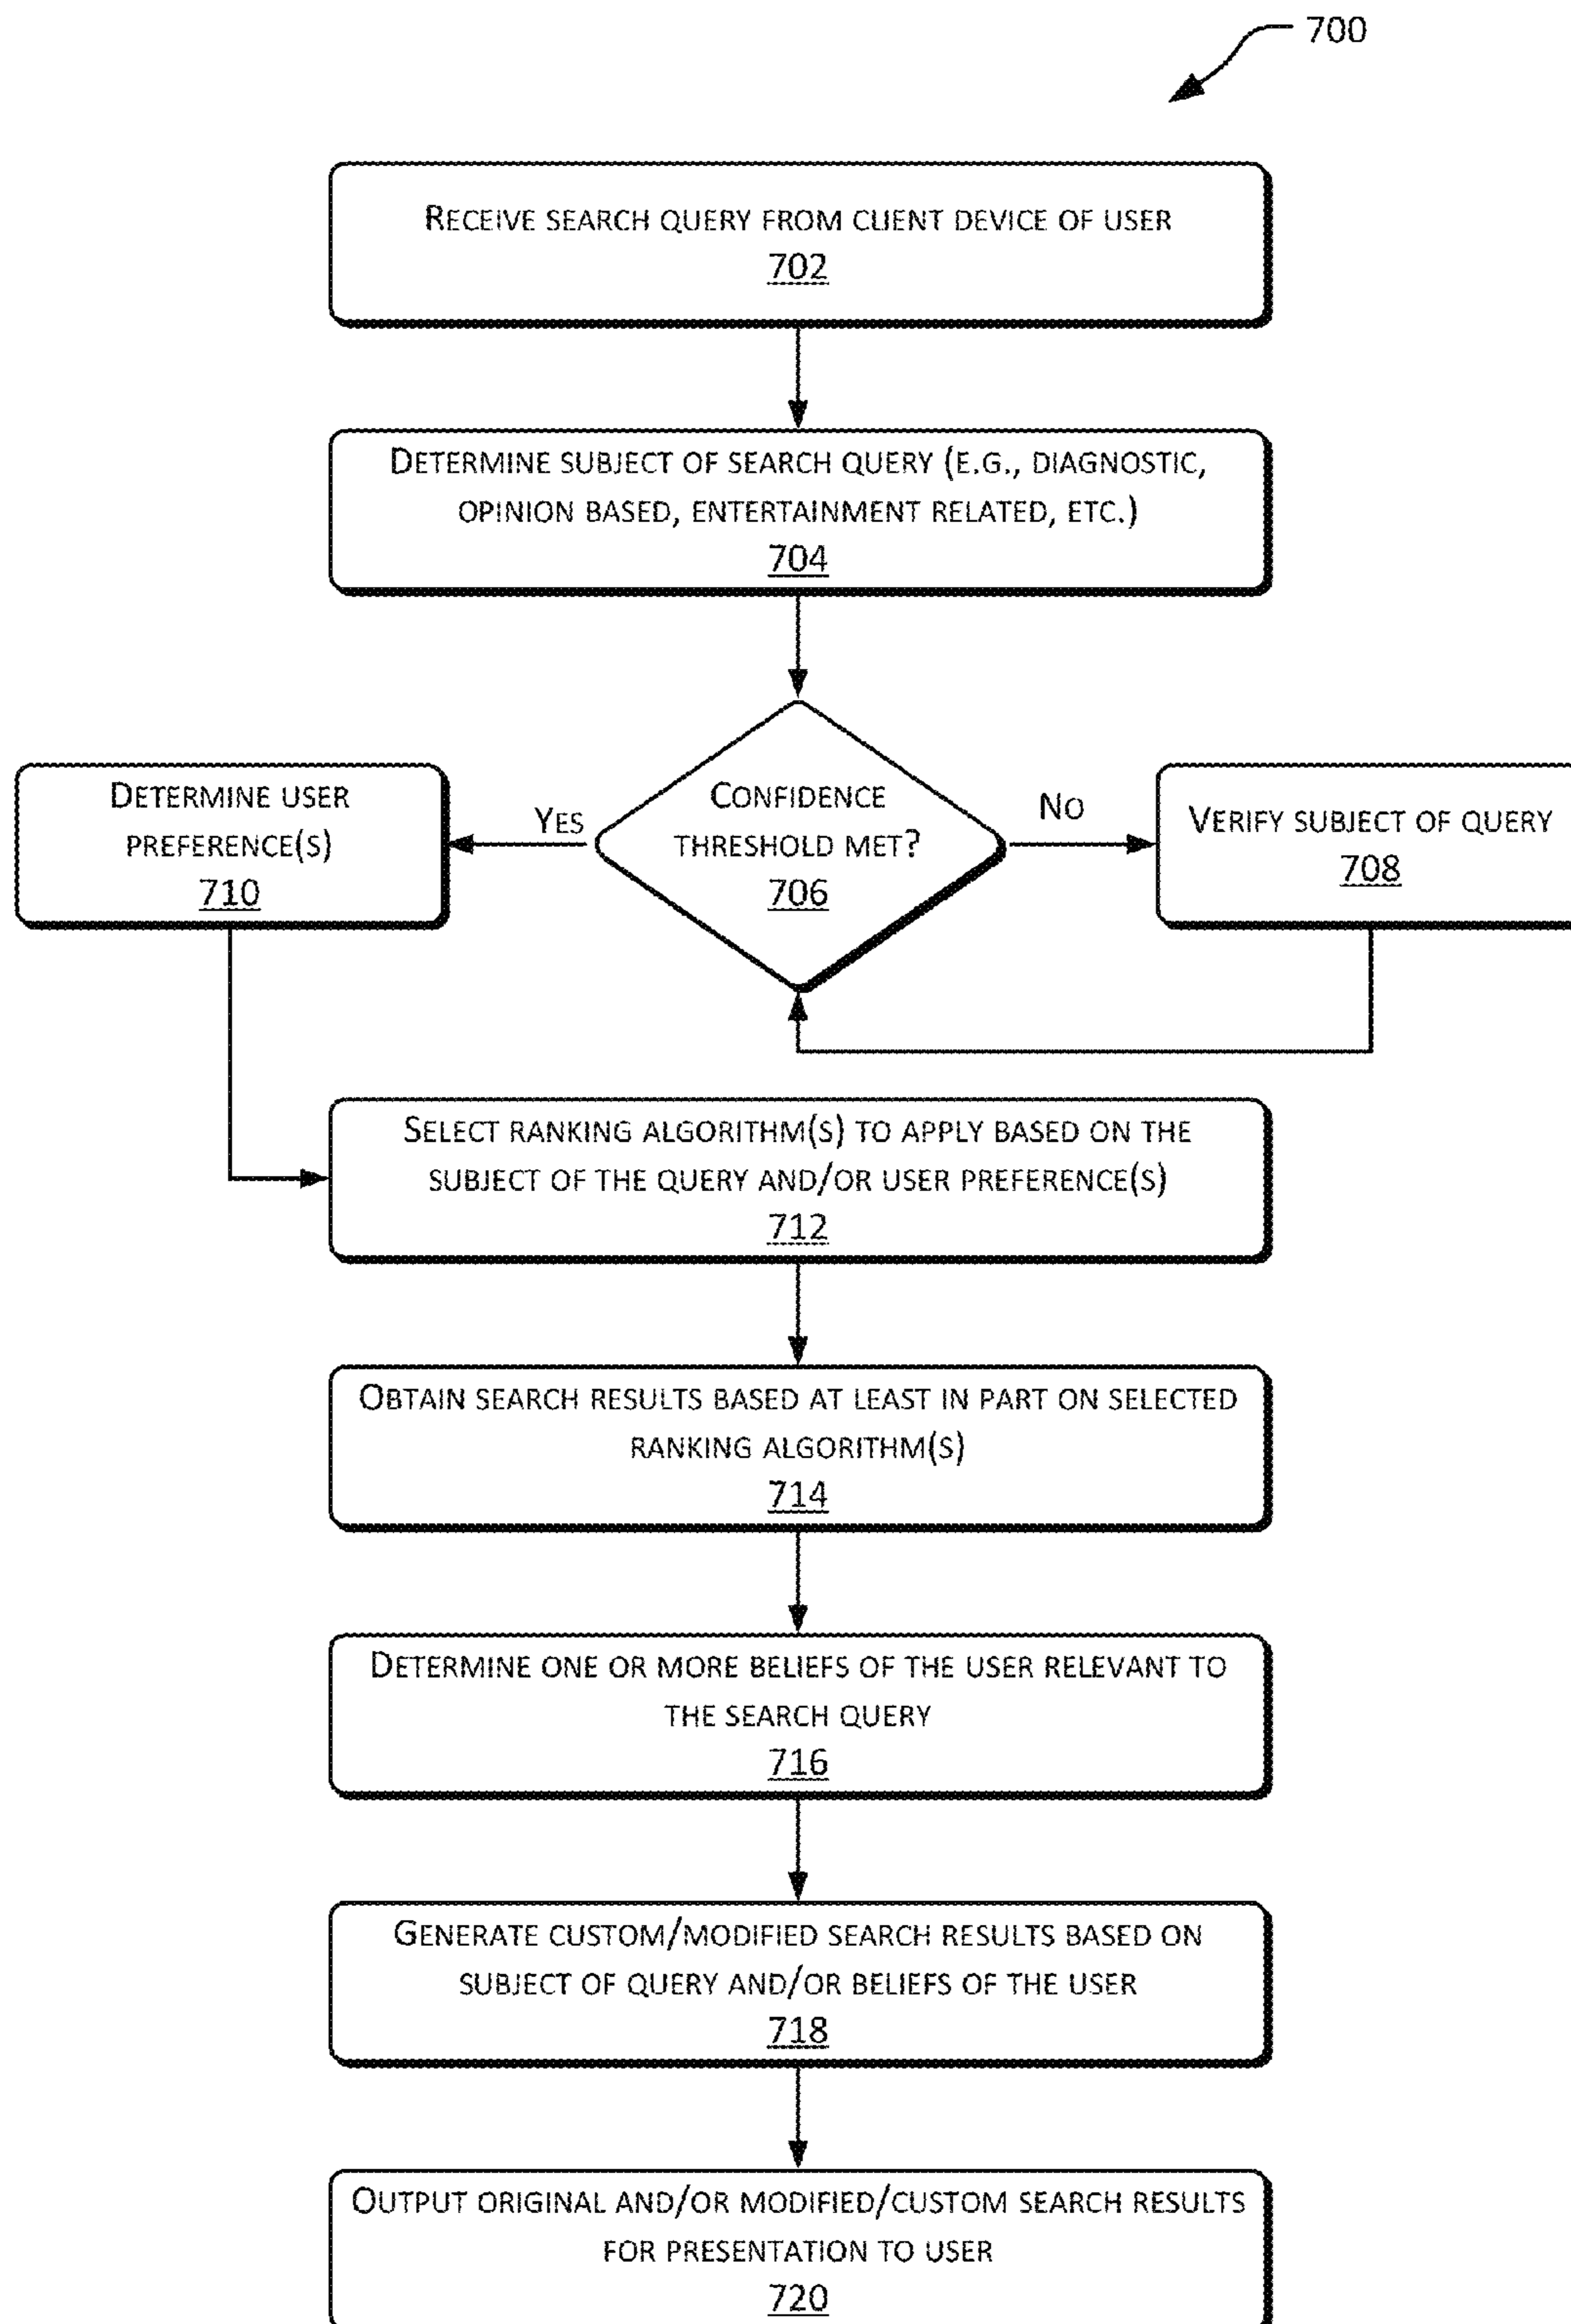 700
RECEIVE SEARCH QUERY FROM CLIENT DEVICE OF USER
702
DETERMINE SUBJECT OF SEARCH QUERY (E.G., DIAGNOSTIC,
OPINION BASED, ENTERTAINMENT RELATED, ETC.)
704
CONFIDENCE
THRESHOLD MET?
706
NO
VERIFY SUBJECT OF QUERY
708
YES
DETERMINE USER
PREFERENCE(S)
710
SELECT RANKING ALGORITHM(S) TO APPLY BASED ON THE
SUBJECT OF THE QUERY AND/OR USER PREFERENCE(S)
712
OBTAIN SEARCH RESULTS BASED AT LEAST IN PART ON SELECTED
RANKING ALGORITHM(S)
714
DETERMINE ONE OR MORE BELIEFS OF THE USER RELEVANT TO
THE SEARCH QUERY
716
GENERATE CUSTOM/MODIFIED SEARCH RESULTS BASED ON
SUBJECT OF QUERY AND/OR BELIEFS OF THE USER
718
OUTPUT ORIGINAL AND/OR MODIFIED/CUSTOM SEARCH RESULTS
FOR PRESENTATION TO USER
720